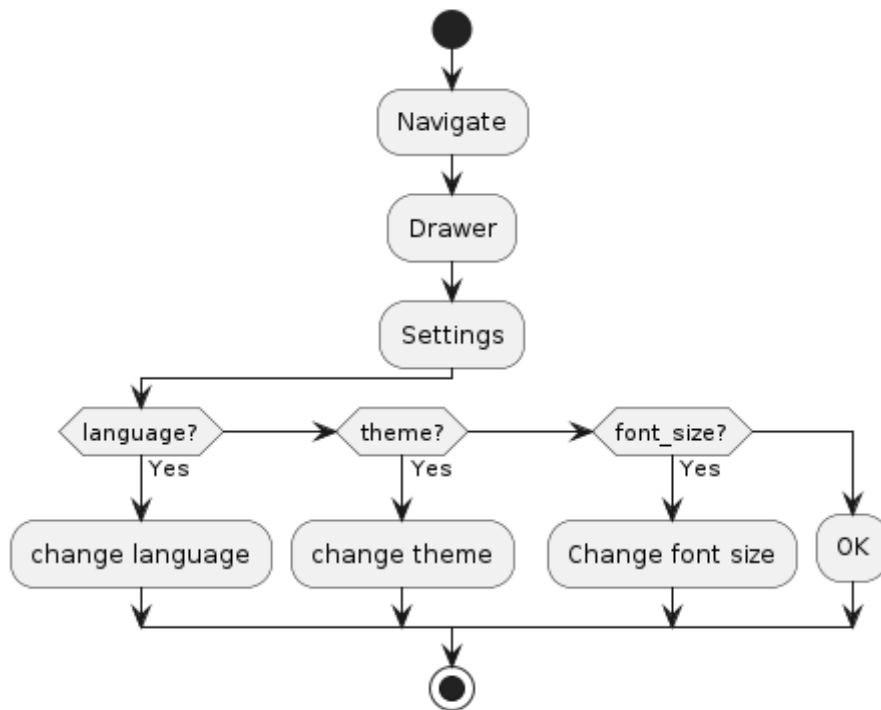 Navigate
Drawer
Settings
language?
theme?
font_size?
Yes
Yes
Yes
change language
change theme
Change font size
OK